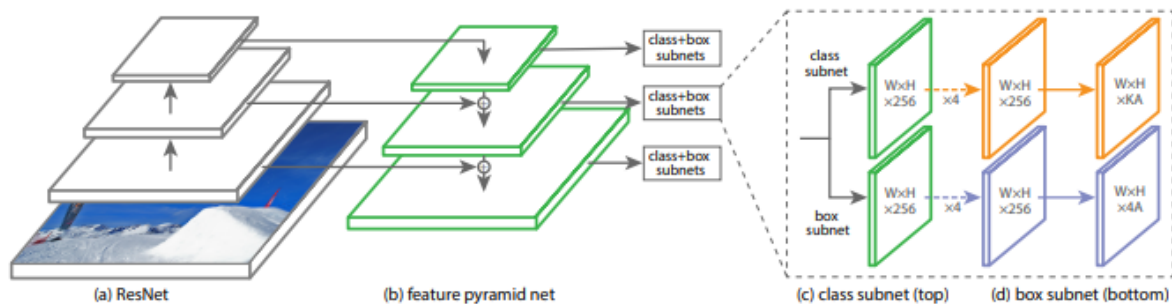 class+box
subnets
class+box
subnets
class+box
subnets
class
subnet
W×H
×256
×4
W×H
×256
W×H
×KA
box
subnet
W×H
×256
×4
W×H
×256
W×H
×4A
(a) ResNet
(b) feature pyramid net
(c) class subnet (top)
(d) box subnet (bottom)